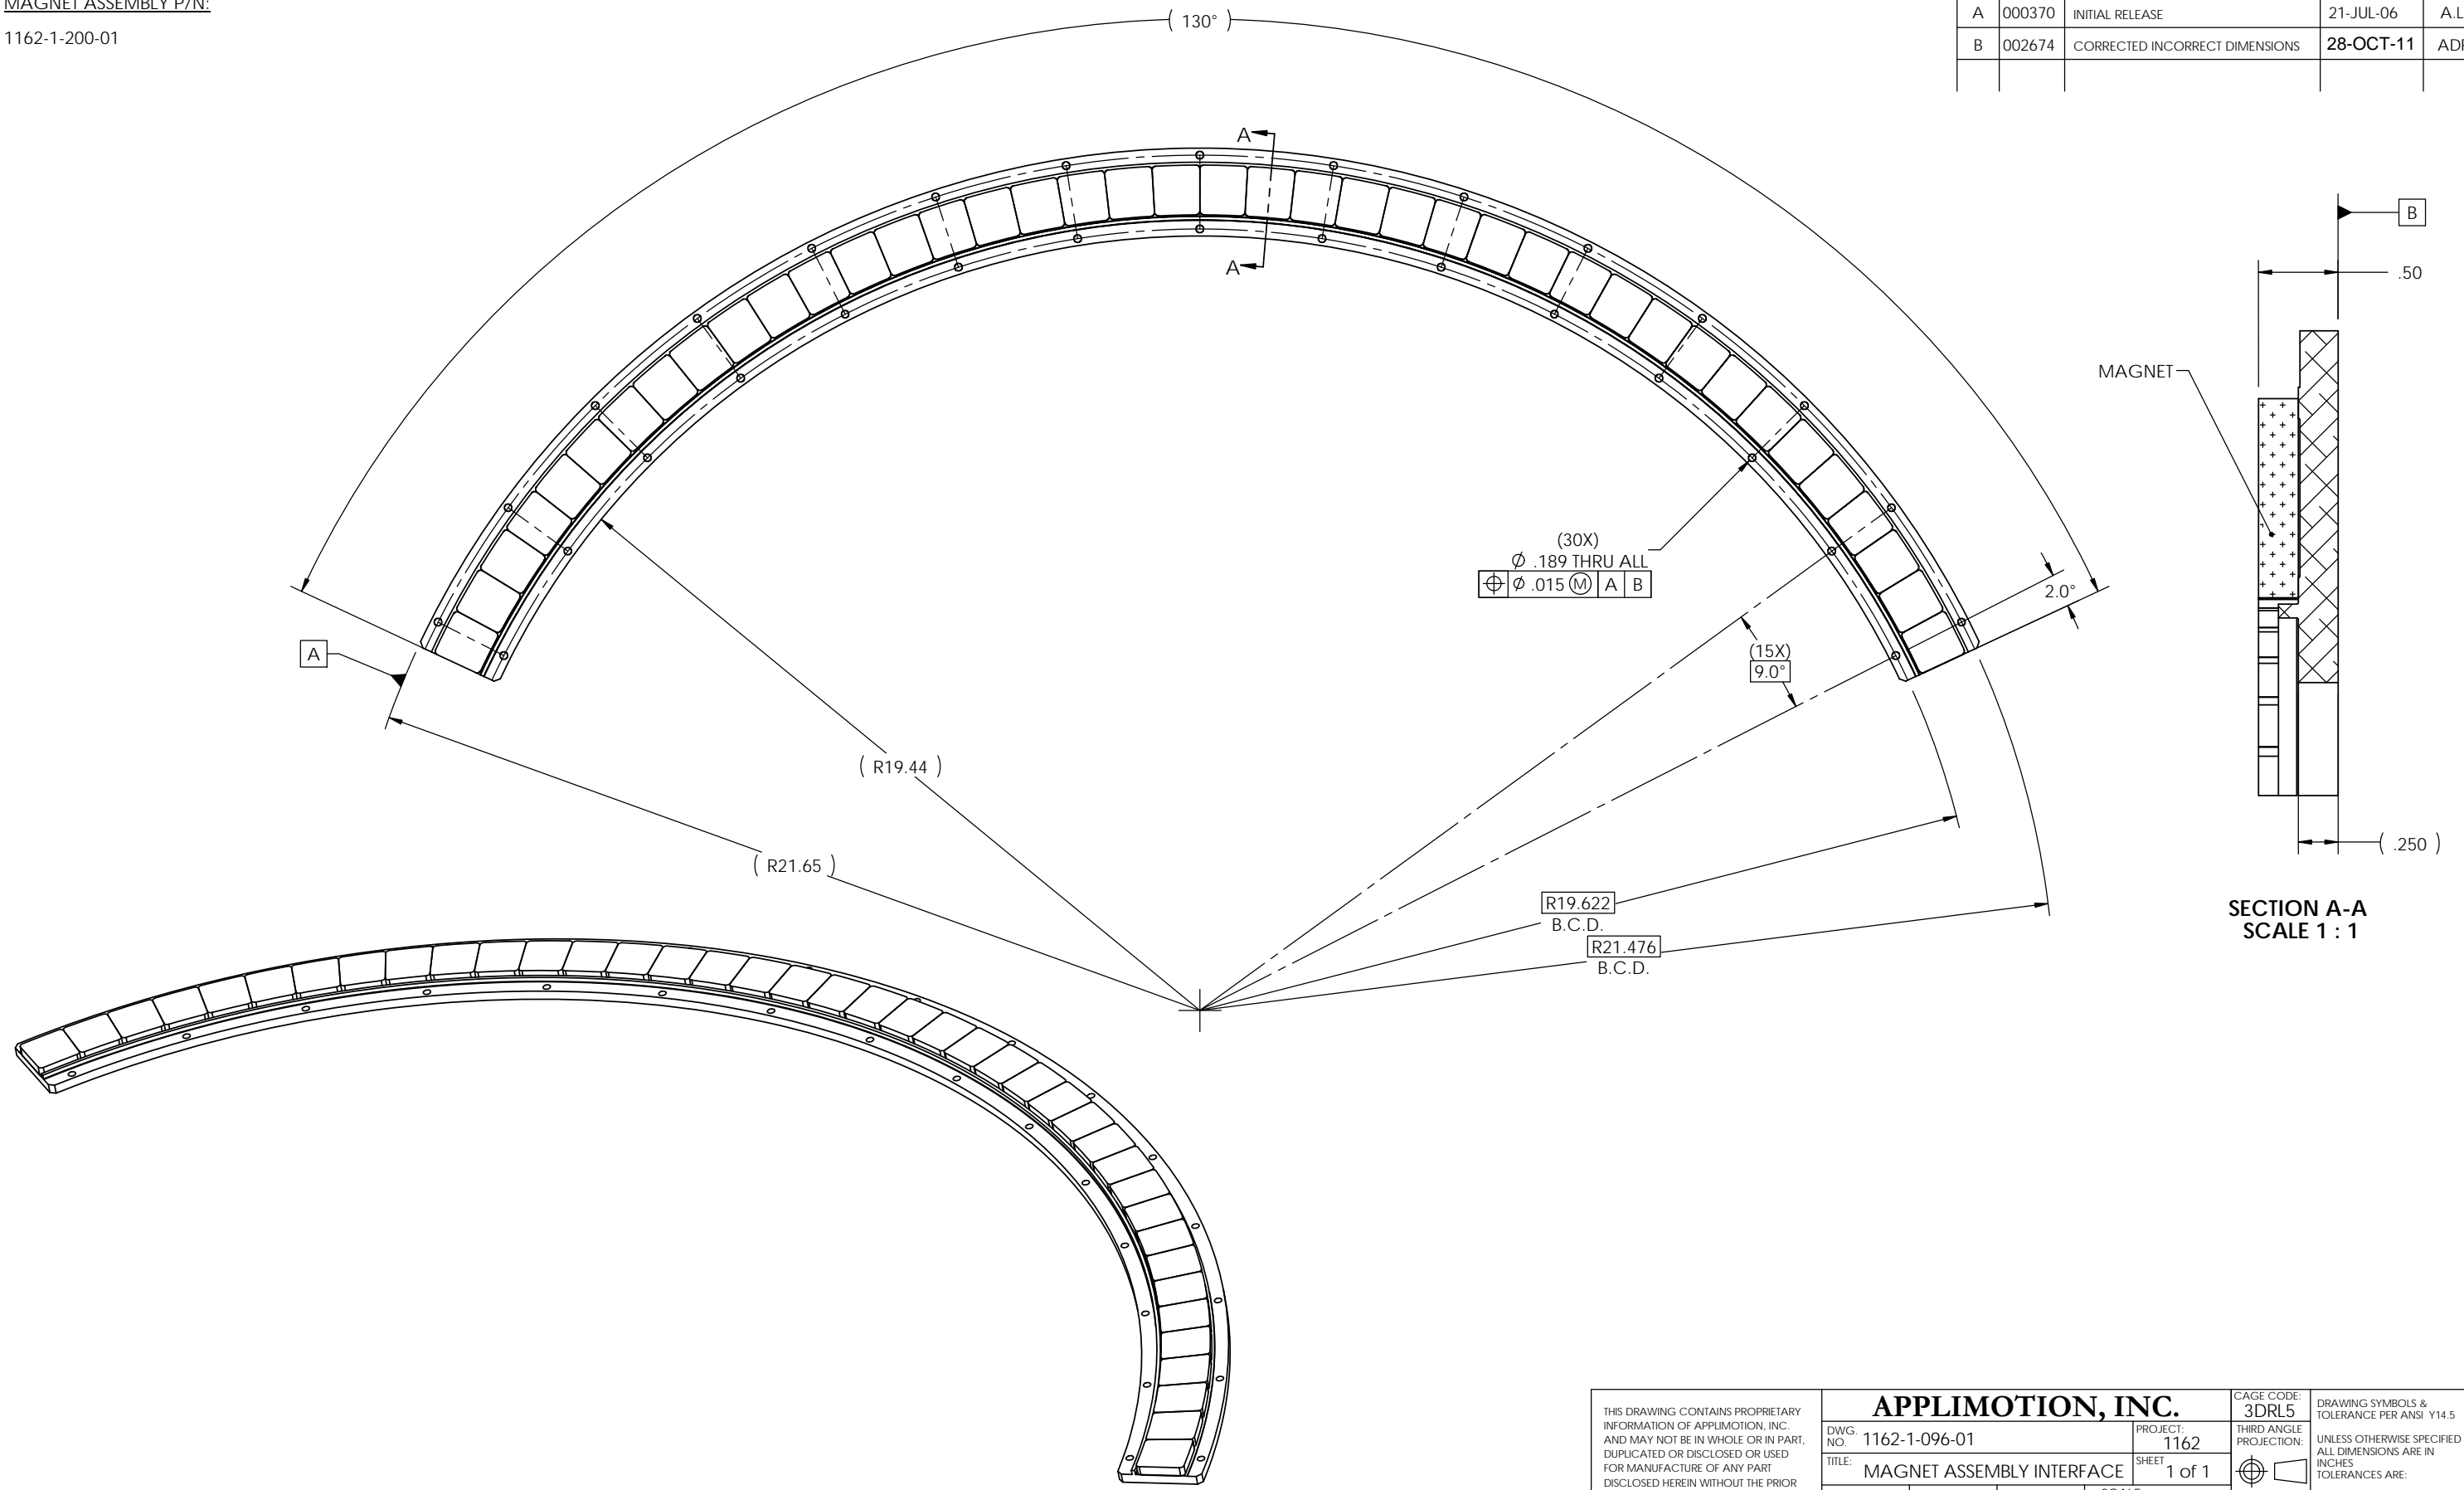 MAGNET ASSEMBLY P/N:
1162-1-200-01
A 000370 INITIAL RELEASE 21-JUL-06 A.L
B 002674 CORRECTED INCORRECT DIMENSIONS 28-OCT-11
( 130° )
A
A
B
.50
MAGNET
(30X)
Ø .189 THRU ALL
⌖ Ø .015 Ⓜ A B
2.0°
(15X)
9.0°
A
( R19.44 )
( R21.65 )
R19.622
B.C.D.
R21.476
B.C.D.
( .250 )
SECTION A-A
SCALE 1 : 1
THIS DRAWING CONTAINS PROPRIETARY
INFORMATION OF APPLIMOTION, INC.
AND MAY NOT BE IN WHOLE OR IN PART,
DUPLICATED OR DISCLOSED OR USED
FOR MANUFACTURE OF ANY PART
DISCLOSED HEREIN WITHOUT THE PRIOR
APPLIMOTION, INC.
DWG. NO. 1162-1-096-01
PROJECT: 1162
TITLE: MAGNET ASSEMBLY INTERFACE
SHEET 1 of 1
CAGE CODE:
3DRL5
THIRD ANGLE
PROJECTION:
DRAWING SYMBOLS &
TOLERANCE PER ANSI Y14.5
UNLESS OTHERWISE SPECIFIED
ALL DIMENSIONS ARE IN
INCHES
TOLERANCES ARE: